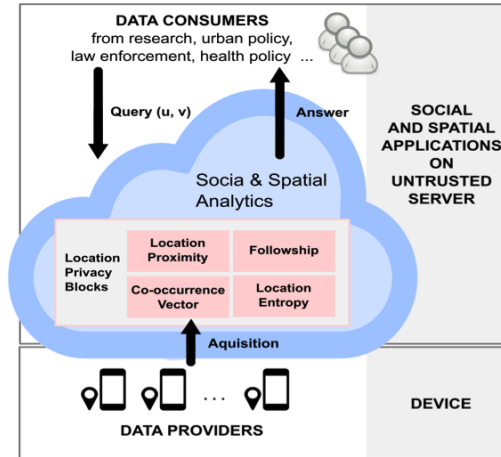 DATA CONSUMERS
from research, urban policy,
law enforcement, health policy ...
Query (u, v)
Answer
SOCIAL
AND SPATIAL
APPLICATIONS
ON
UNTRUSTED
SERVER
Socia & Spatial
Analytics
Location
Privacy
Blocks
Location
Proximity
Followship
Co-occurrence
Vector
Location
Entropy
Aquisition
...
DATA PROVIDERS
DEVICE